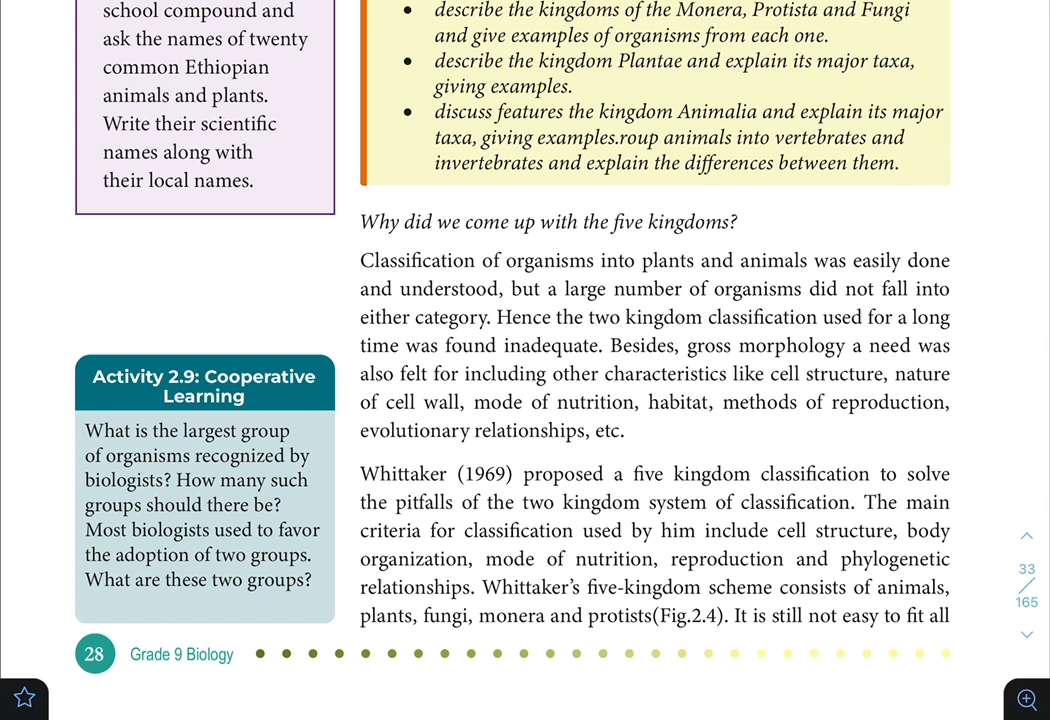 school compound and
ask the names of twenty
common Ethiopian
animals and plants.
Write their scientific
names along with
their local names.
• describe the kingdoms of the Monera, Protista and Fungi
and give examples of organisms from each one.
• describe the kingdom Plantae and explain its major taxa,
giving examples.
• discuss features the kingdom Animalia and explain its major
taxa, giving examples.roup animals into vertebrates and
invertebrates and explain the differences between them.
Why did we come up with the five kingdoms?
Classification of organisms into plants and animals was easily done
and understood, but a large number of organisms did not fall into
either category. Hence the two kingdom classification used for a long
time was found inadequate. Besides, gross morphology a need was
also felt for including other characteristics like cell structure, nature
of cell wall, mode of nutrition, habitat, methods of reproduction,
evolutionary relationships, etc.
Activity 2.9: Cooperative
Learning
What is the largest group
of organisms recognized by
biologists? How many such
groups should there be?
Most biologists used to favor
the adoption of two groups.
What are these two groups?
Whittaker (1969) proposed a five kingdom classification to solve
the pitfalls of the two kingdom system of classification. The main
criteria for classification used by him include cell structure, body
organization, mode of nutrition, reproduction and phylogenetic
relationships. Whittaker's five-kingdom scheme consists of animals,
plants, fungi, monera and protists(Fig.2.4). It is still not easy to fit all
28 Grade 9 Biology
33
165